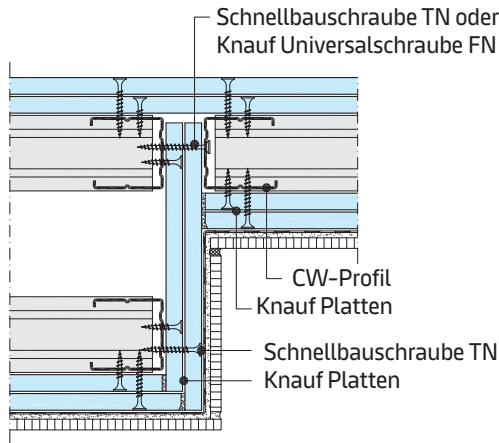 Schnellbauschraube TN oder
Knauf Universalschraube FN
CW-Profil
Knauf Platten
Schnellbauschraube TN
Knauf Platten